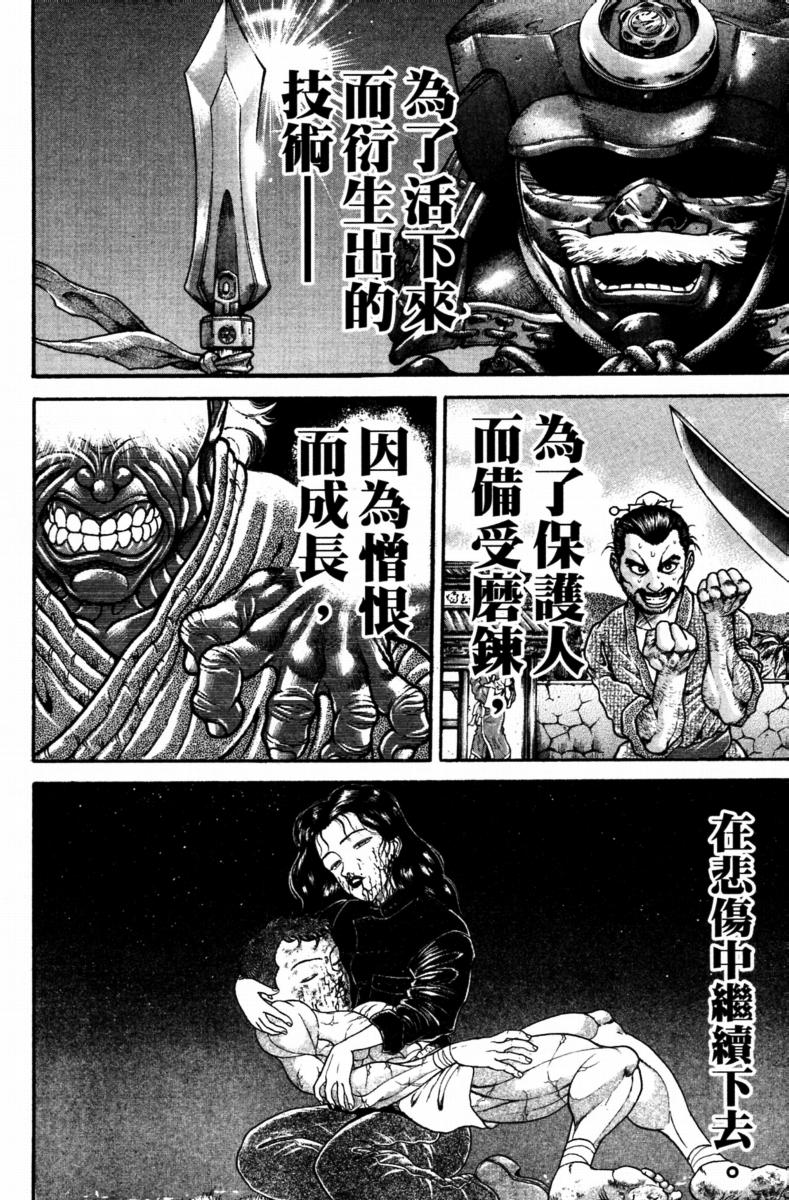 為了活下來
而衍生出的
技術——
為了保護人
而備受磨鍊，
因為憎恨
而成長，
在悲傷中繼續下去。